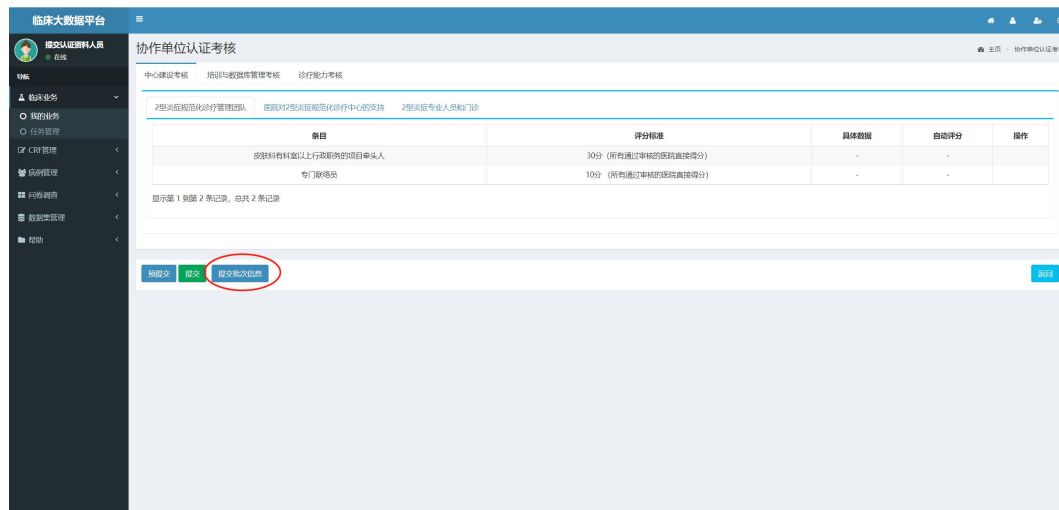 临床大数据平台
提交认证资料人员
在线
导航
临床业务
我的业务
任务管理
CRF管理
病例管理
问卷调查
数据集管理
帮助
协作单位认证考核
主页 > 协作单位认证考
中心建设考核 培训与数据库管理考核 诊疗能力考核
2型炎症规范化诊疗管理团队 医院对2型炎症规范化诊疗中心的支持 2型炎症专业人员和门诊
条目 评分标准 具体数据 自动评分 操作
皮肤科有科室以上行政职务的项目牵头人 30分（所有通过审核的医院直接得分） - -
专门联络员 10分 （所有通过审核的医院直接得分） - -
显示第 1 到第 2 条记录，总共 2 条记录
预提交 提交 提交批次信息 返回